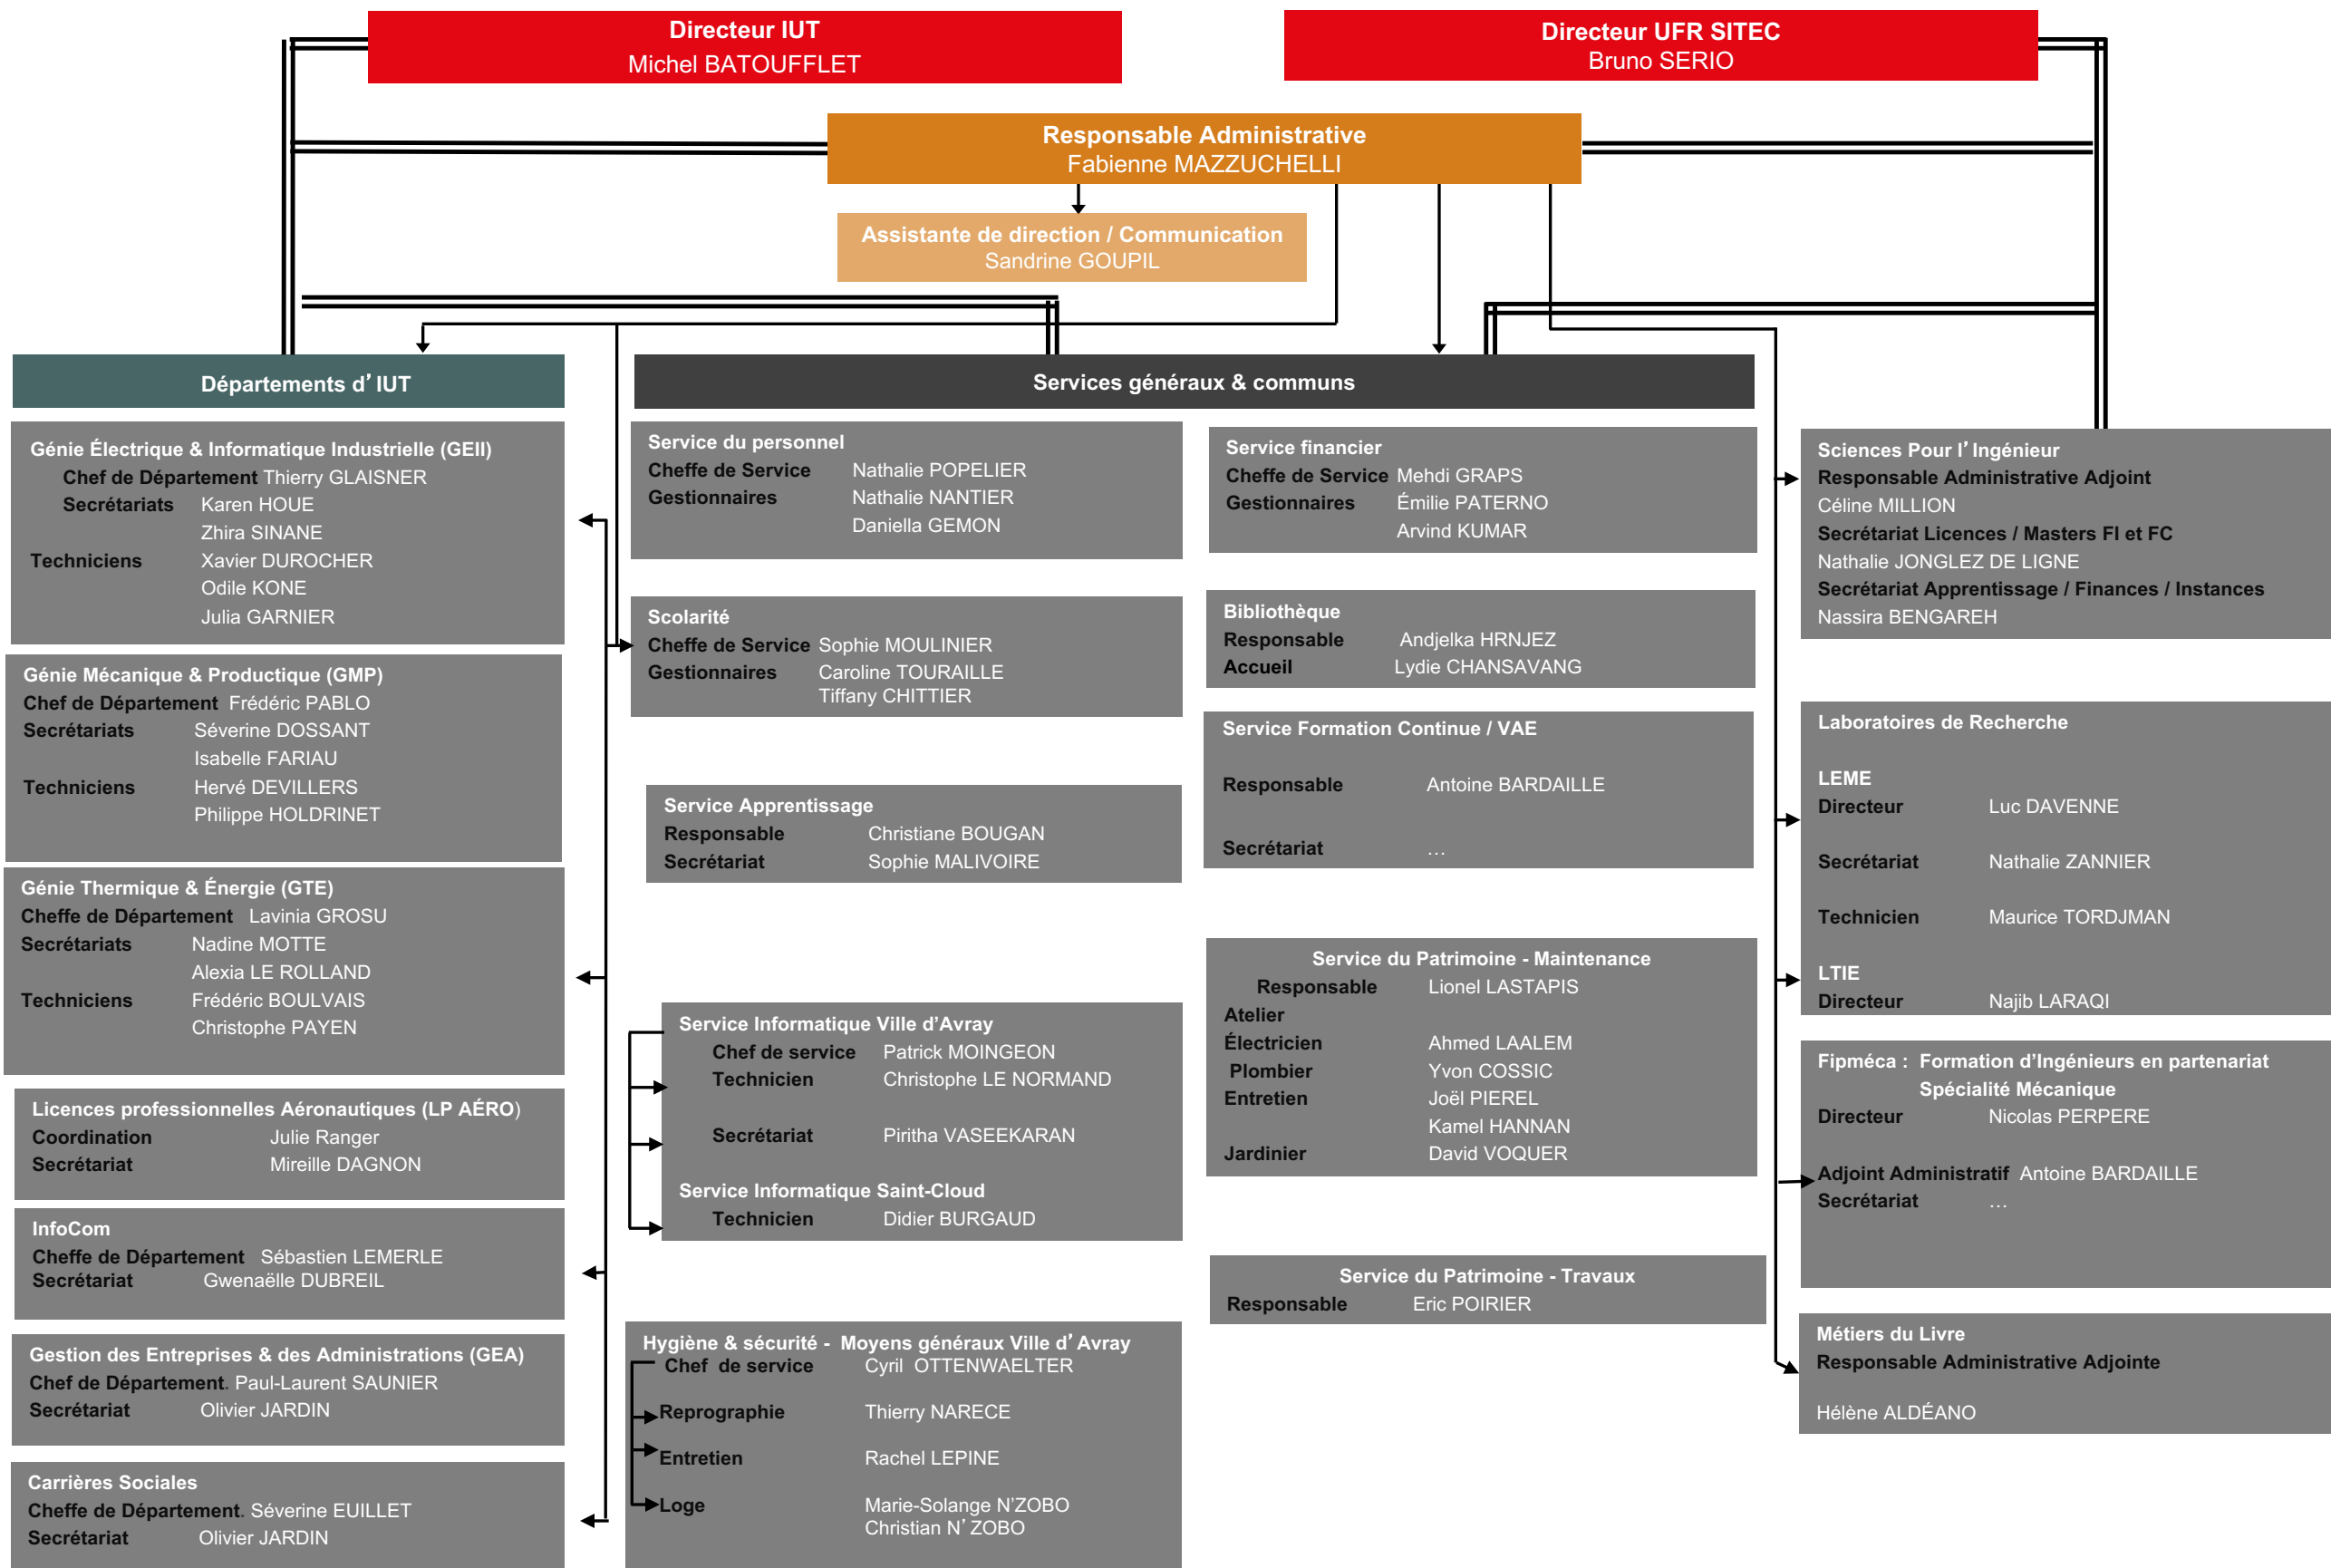 Directeur IUT
Michel BATOUFFLET
Directeur UFR SITEC
Bruno SERIO
Responsable Administrative
Fabienne MAZZUCHELLI
Assistante de direction / Communication
Sandrine GOUPIL
Départements d’ IUT
Génie Électrique & Informatique Industrielle (GEII)
Chef de Département Thierry GLAISNER
Secrétariats Karen HOUE
Zhira SINANE
Techniciens Xavier DUROCHER
Odile KONE
Julia GARNIER
Génie Mécanique & Productique (GMP)
Chef de Département Frédéric PABLO
Secrétariats Séverine DOSSANT
Isabelle FARIAU
Techniciens Hervé DEVILLERS
Philippe HOLDRINET
Génie Thermique & Énergie (GTE)
Cheffe de Département Lavinia GROSU
Secrétariats Nadine MOTTE
Alexia LE ROLLAND
Techniciens Frédéric BOULVAIS
Christophe PAYEN
Licences professionnelles Aéronautiques (LP AÉRO)
Coordination Julie Ranger
Secrétariat Mireille DAGNON
InfoCom
Cheffe de Département Sébastien LEMERLE
Secrétariat Gwenaëlle DUBREIL
Gestion des Entreprises & des Administrations (GEA)
Chef de Département. Paul-Laurent SAUNIER
Secrétariat Olivier JARDIN
Carrières Sociales
Cheffe de Département. Séverine EUILLET
Secrétariat Olivier JARDIN
Services généraux & communs
Service du personnel
Cheffe de Service Nathalie POPELIER
Gestionnaires Nathalie NANTIER
Daniella GEMON
Scolarité
Cheffe de Service Sophie MOULINIER
Gestionnaires Caroline TOURAILLE
Tiffany CHITTIER
Service Apprentissage
Responsable Christiane BOUGAN
Secrétariat Sophie MALIVOIRE
Service Informatique Ville d’Avray
Chef de service Patrick MOINGEON
Technicien Christophe LE NORMAND
Secrétariat Piritha VASEEKARAN
Service Informatique Saint-Cloud
Technicien Didier BURGAUD
Hygiène & sécurité - Moyens généraux Ville d’ Avray
Chef de service Cyril OTTENWAELTER
Reprographie Thierry NARECE
Entretien Rachel LEPINE
Loge Marie-Solange N’ZOBO
Christian N’ ZOBO
Service financier
Cheffe de Service Mehdi GRAPS
Gestionnaires Émilie PATERNO
Arvind KUMAR
Bibliothèque
Responsable Andjelka HRNJEZ
Accueil Lydie CHANSAVANG
Service Formation Continue / VAE
Responsable Antoine BARDAILLE
Secrétariat …
Service du Patrimoine - Maintenance
Responsable Lionel LASTAPIS
Atelier
Électricien Ahmed LAALEM
Plombier Yvon COSSIC
Entretien Joël PIEREL
Kamel HANNAN
Jardinier David VOQUER
Service du Patrimoine - Travaux
Responsable Eric POIRIER
Sciences Pour l’ Ingénieur
Responsable Administrative Adjoint
Céline MILLION
Secrétariat Licences / Masters FI et FC
Nathalie JONGLEZ DE LIGNE
Secrétariat Apprentissage / Finances / Instances
Nassira BENGAREH
Laboratoires de Recherche
LEME
Directeur Luc DAVENNE
Secrétariat Nathalie ZANNIER
Technicien Maurice TORDJMAN
LTIE
Directeur Najib LARAQI
Fipméca : Formation d’Ingénieurs en partenariat
Spécialité Mécanique
Directeur Nicolas PERPERE
Adjoint Administratif Antoine BARDAILLE
Secrétariat …
Métiers du Livre
Responsable Administrative Adjointe
Hélène ALDÉANO